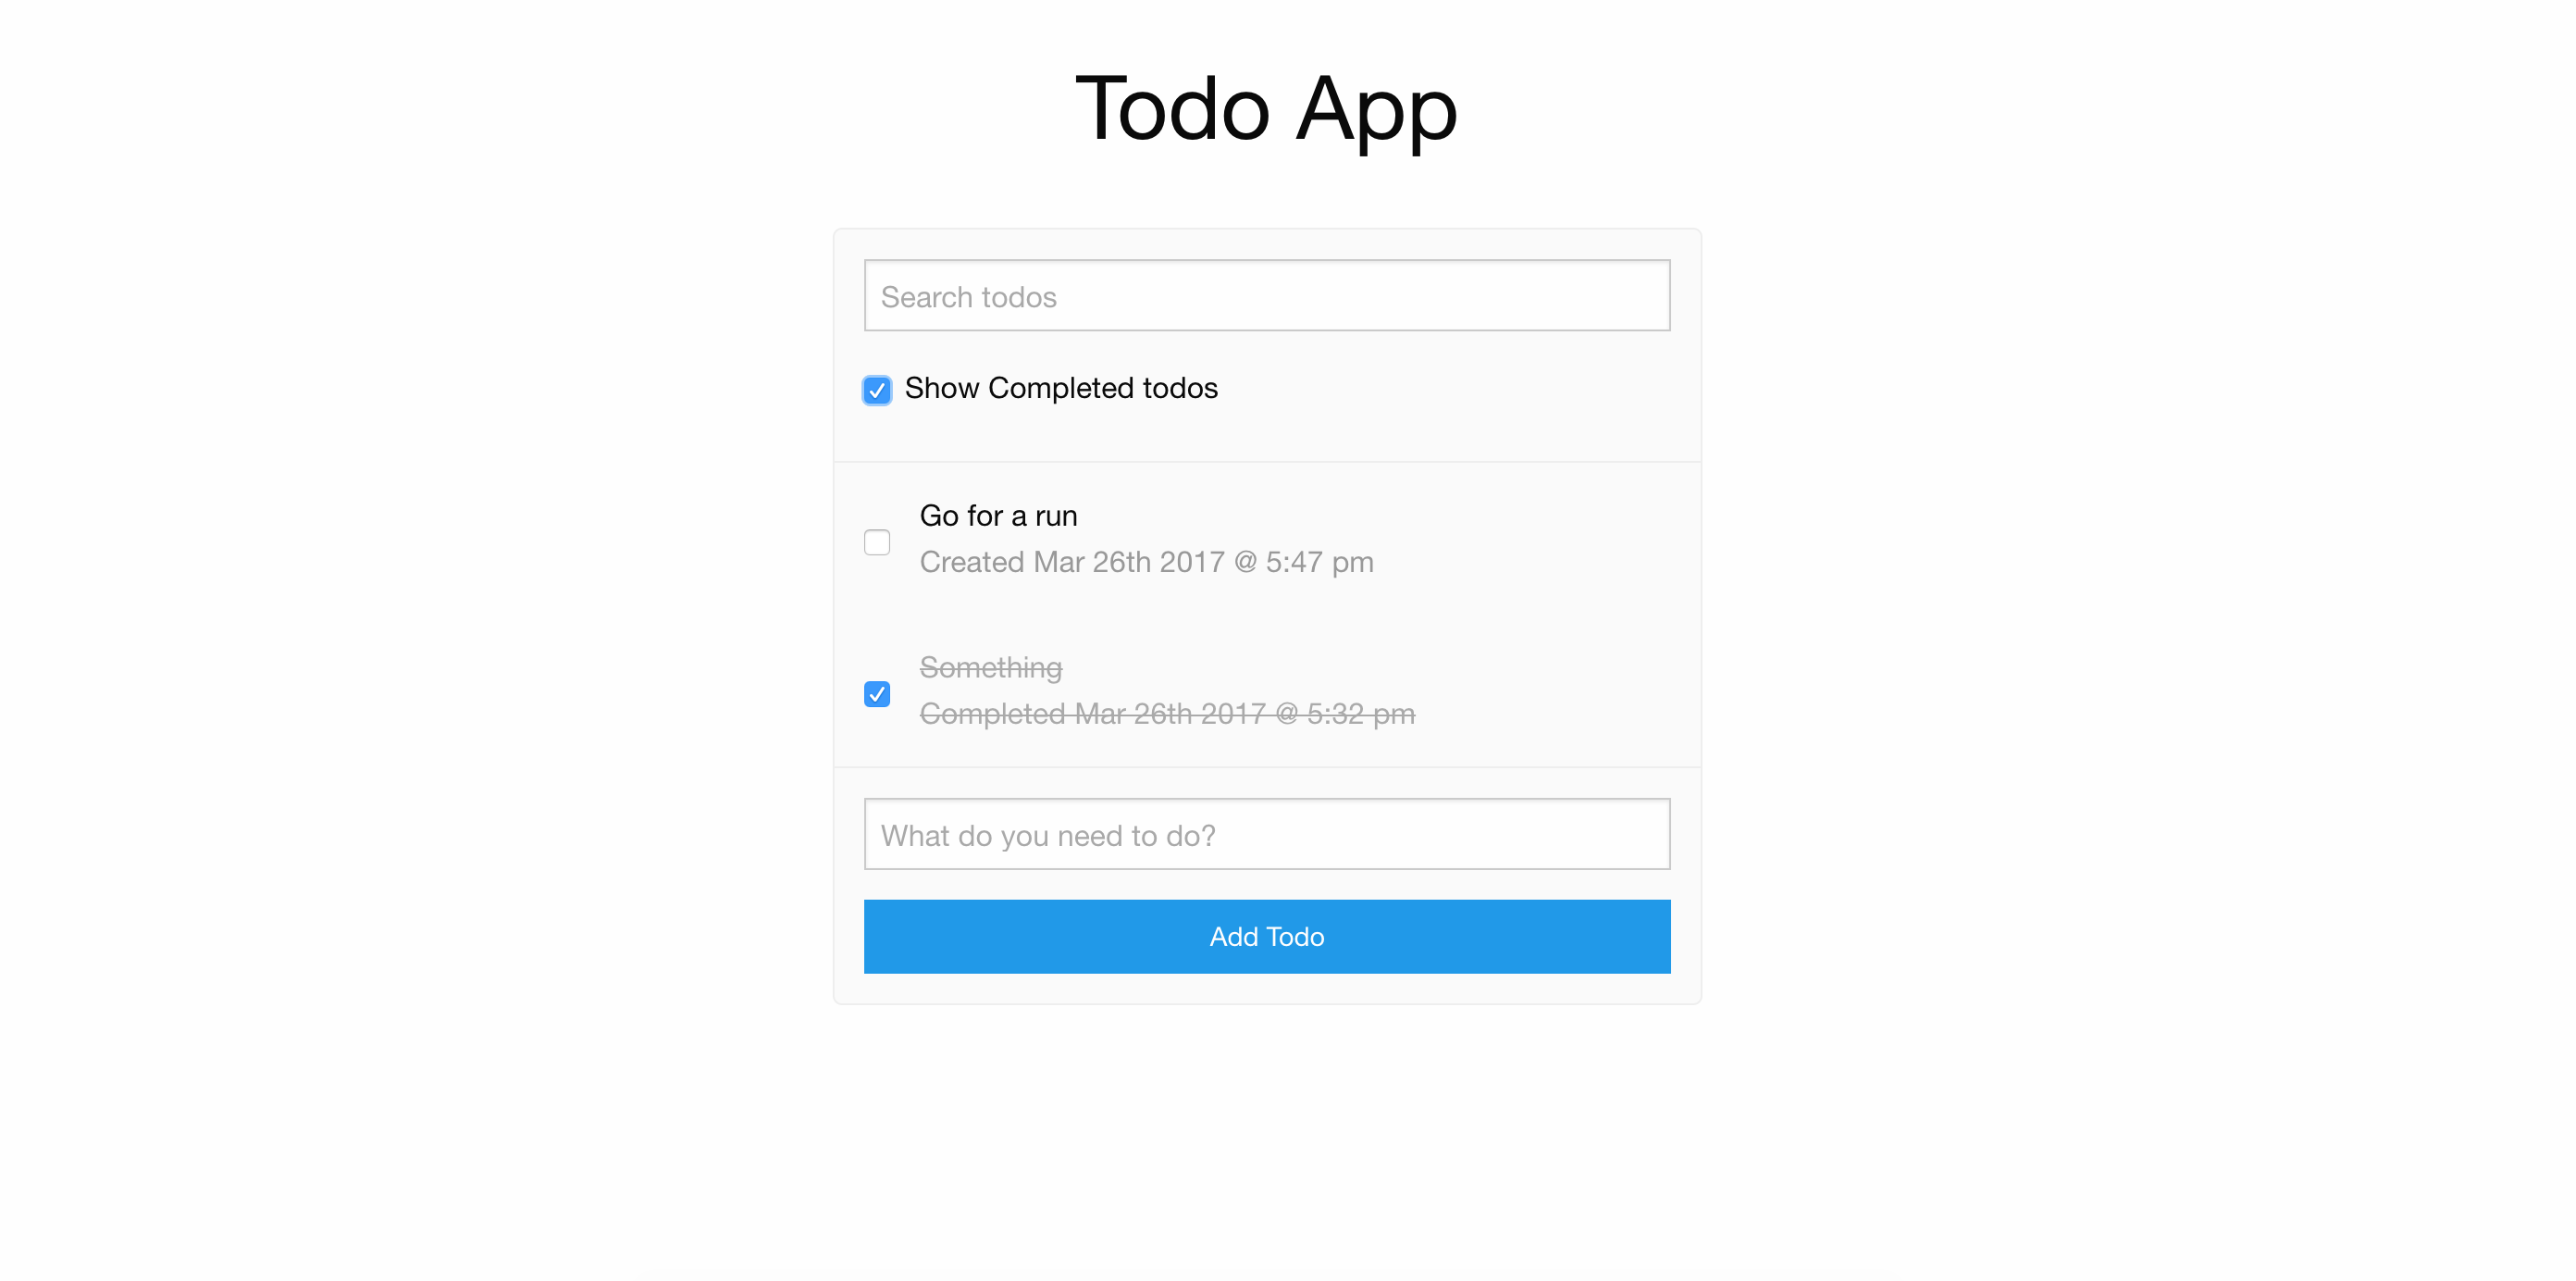 Todo App
Search todos
Show Completed todos
Go for a run
Created Mar 26th 2017 @ 5:47 pm
Something
Completed Mar 26th 2017 @ 5:32 pm
What do you need to do?
Add Todo